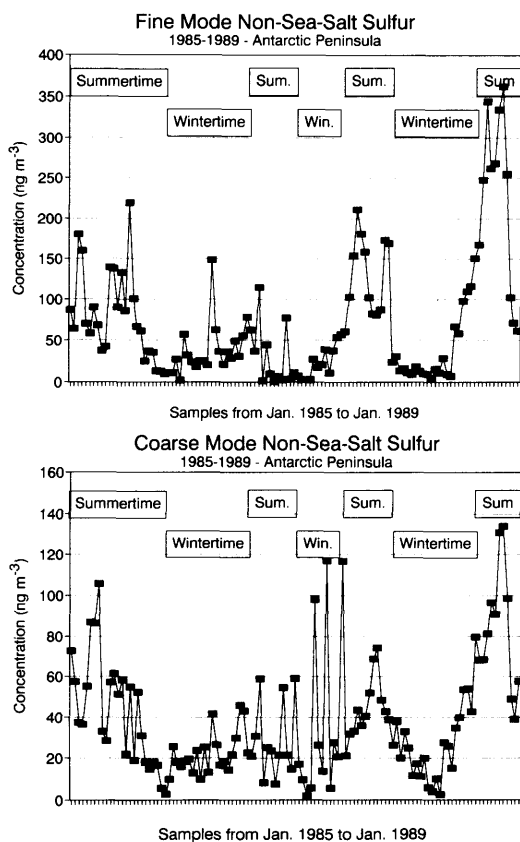 Fine Mode Non-Sea-Salt Sulfur
1985-1989 - Antarctic Peninsula
Concentration (ng m-3)
400
350
300
250
200
150
100
50
0
Summertime
Wintertime
Sum.
Win.
Sum.
Wintertime
Sum
Samples from Jan. 1985 to Jan. 1989
Coarse Mode Non-Sea-Salt Sulfur
1985-1989 - Antarctic Peninsula
Concentration (ng m-3)
160
140
120
100
80
60
40
20
0
Summertime
Wintertime
Sum.
Win.
Sum.
Wintertime
Sum
Samples from Jan. 1985 to Jan. 1989